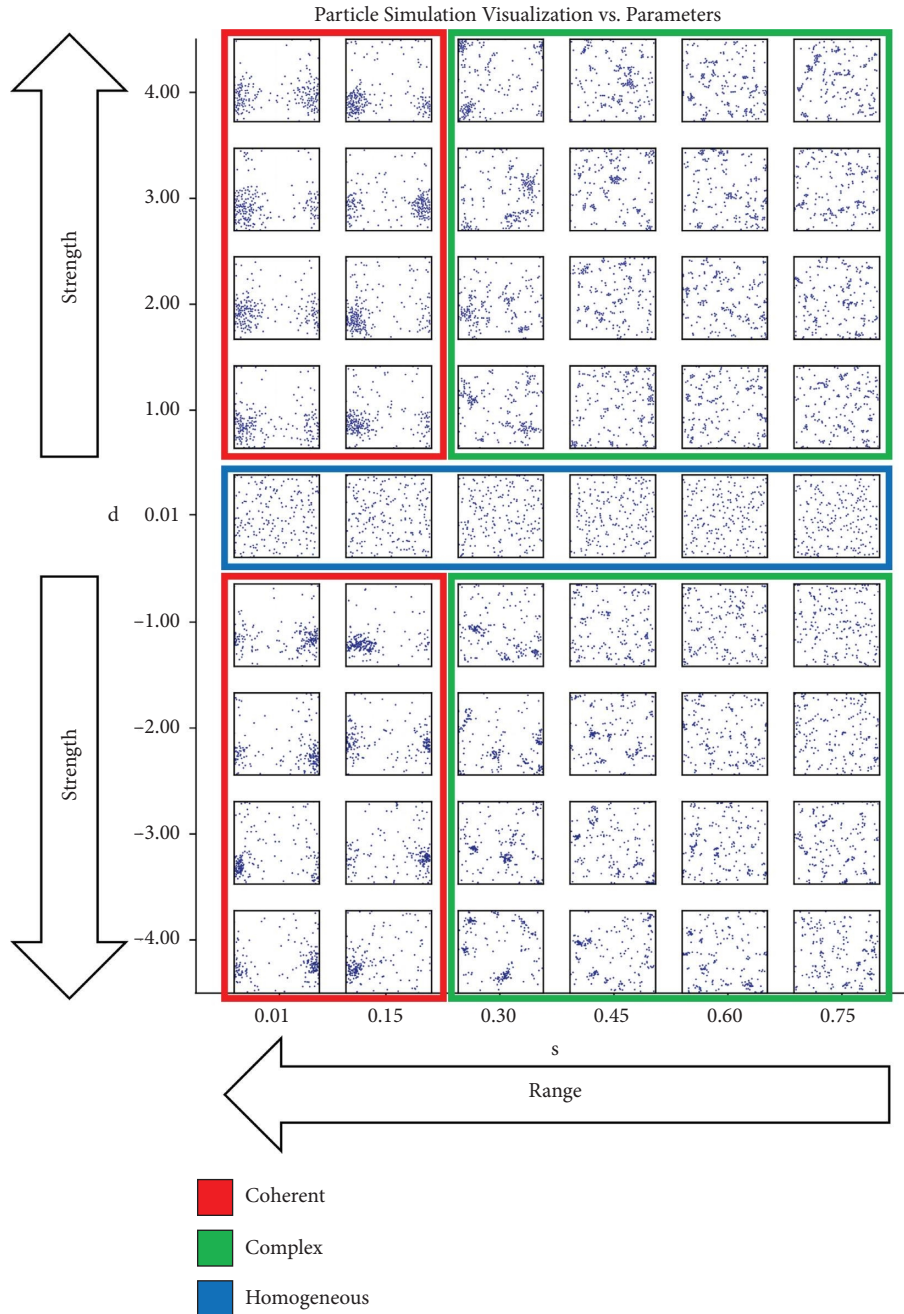 Particle Simulation Visualization vs. Parameters
Strength
4.00
3.00
2.00
1.00
d 0.01
Strength
−1.00
−2.00
−3.00
−4.00
0.01 0.15 0.30 0.45 0.60 0.75
s
Range
Coherent
Complex
Homogeneous